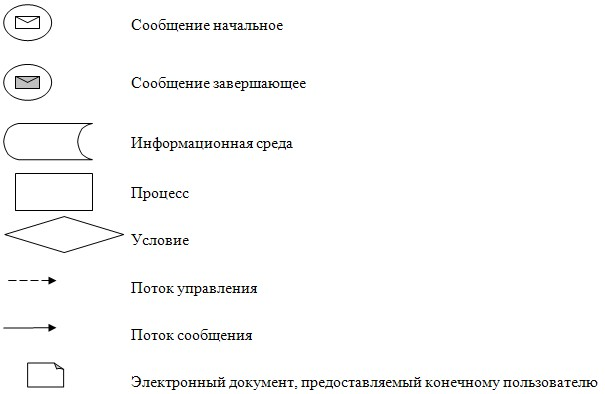 Сообщение начальное
Сообщение завершающее
Информационная среда
Процесс
Условие
Поток управления
Поток сообщения
Электронный документ, предоставляемый конечному пользователю